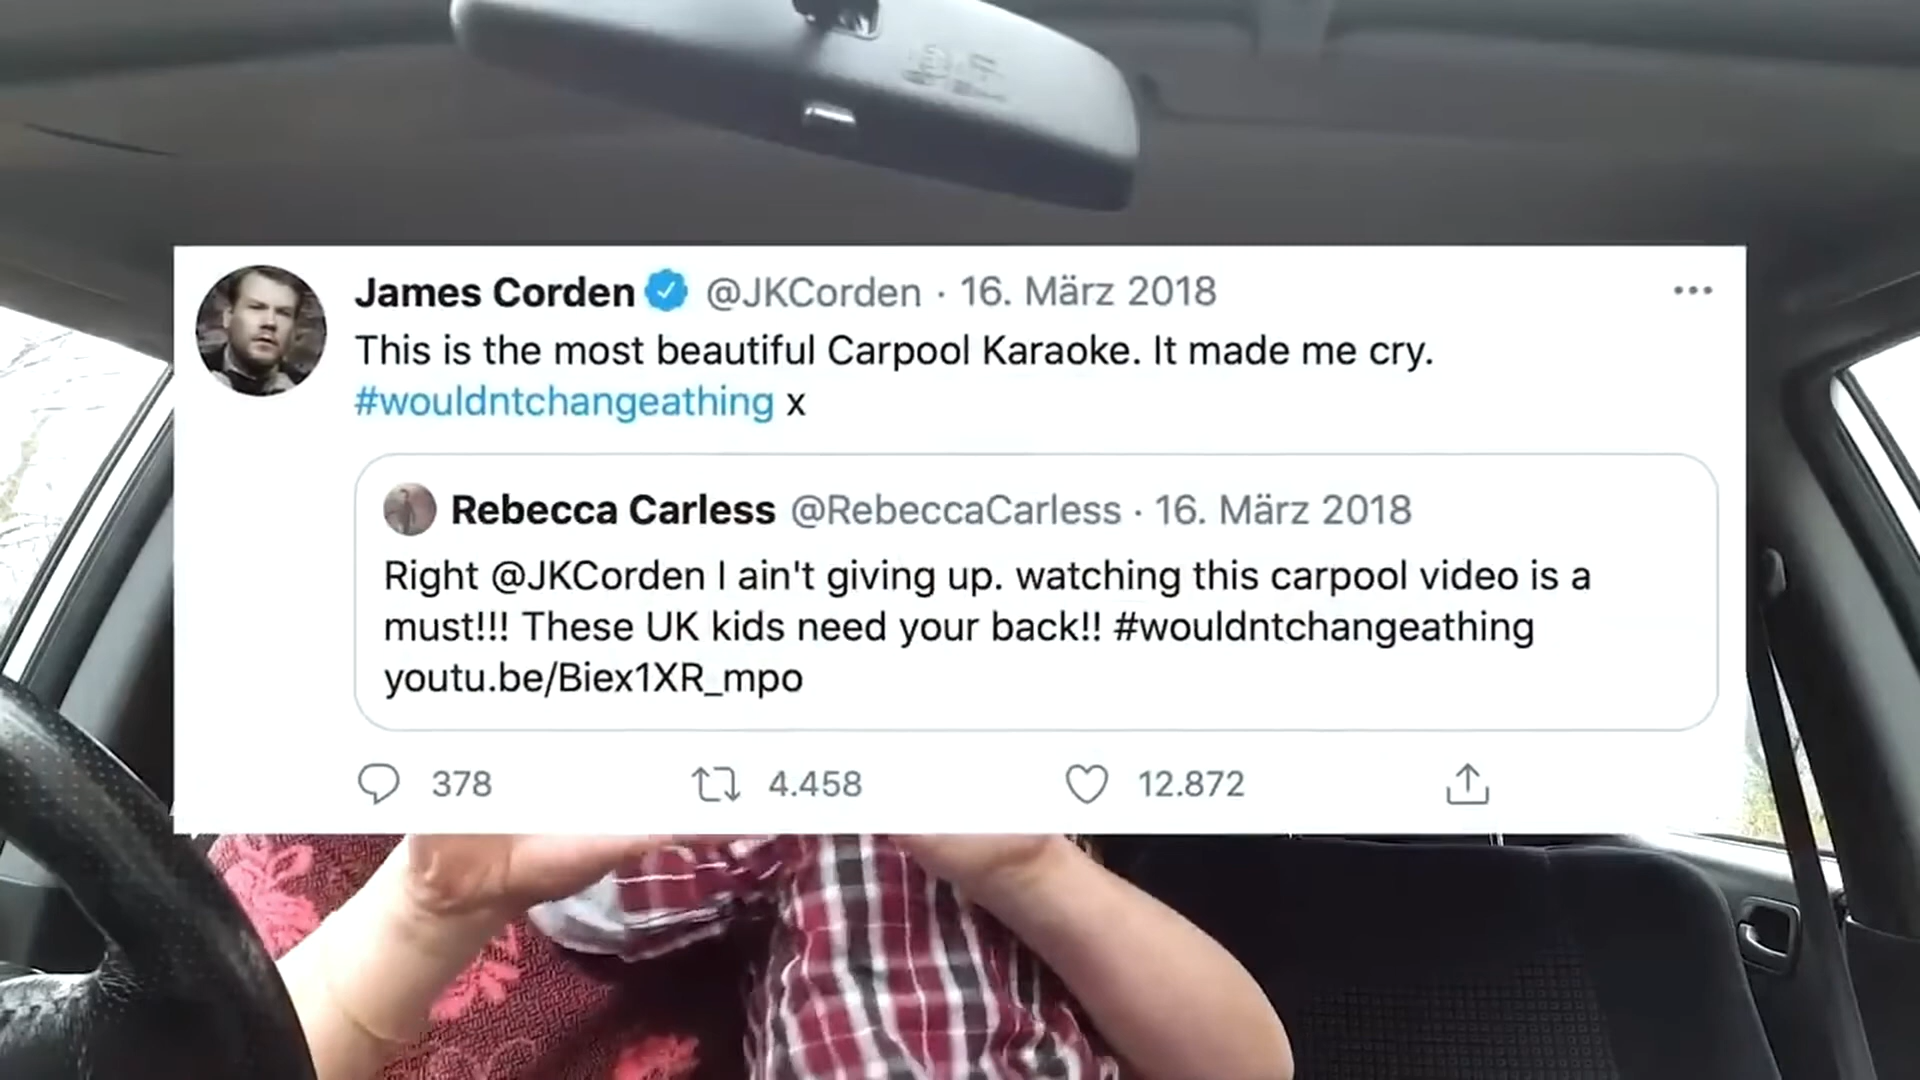 James Corden @JKCorden · 16. März 2018
This is the most beautiful Carpool Karaoke. It made me cry.
#wouldntchangeathing x
Rebecca Carless @RebeccaCarless · 16. März 2018
Right @JKCorden I ain't giving up. watching this carpool video is a
must!!! These UK kids need your back!! #wouldntchangeathing
youtu.be/Biex1XR_mpo
378 4.458 12.872